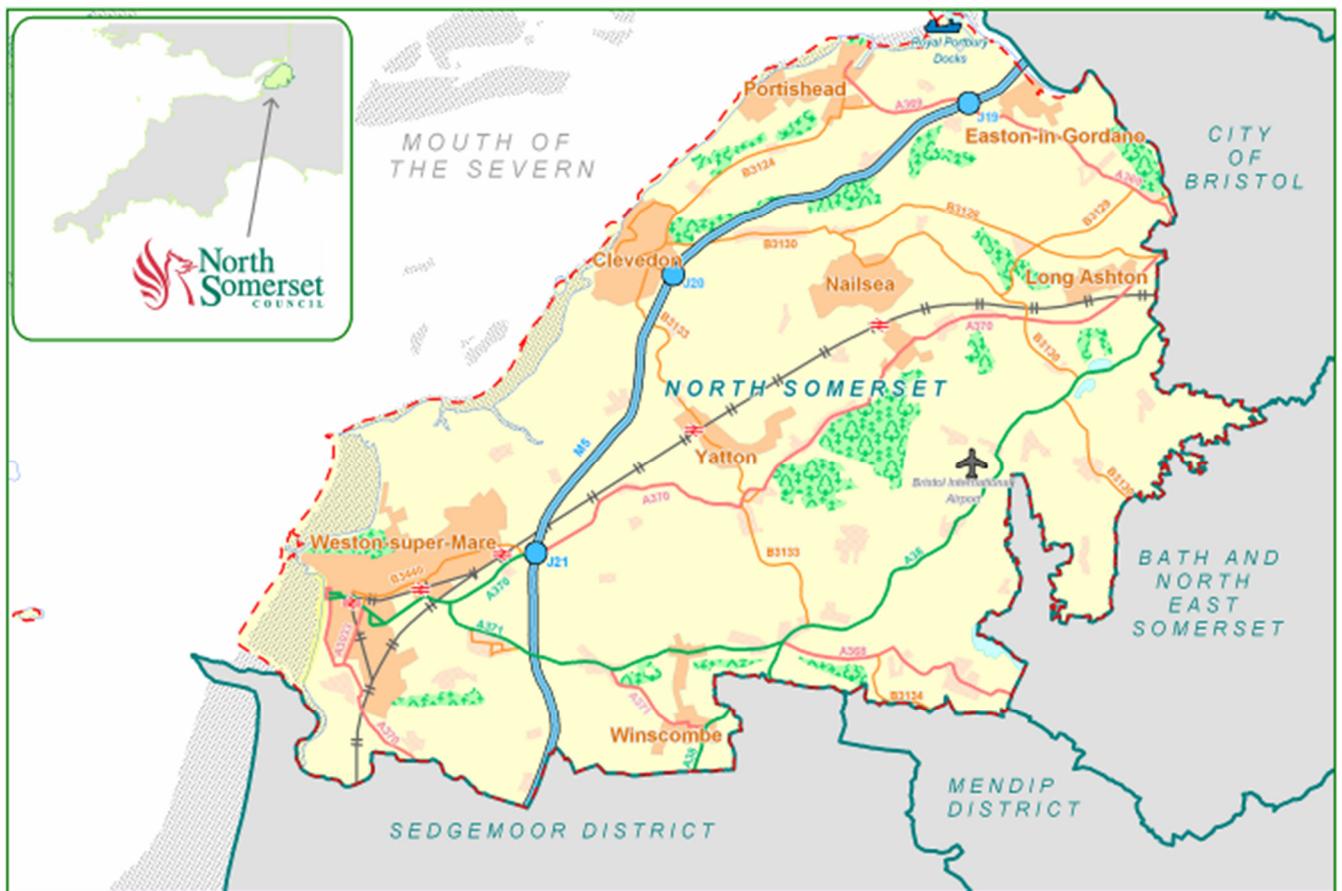 North
Somerset
COUNCIL
MOUTH OF
THE SEVERN
Royal Portbury
Docks
Portishead
A369
J19
Easton-in-Gordano
CITY
OF
BRISTOL
A369
B3124
B3128
B3129
B3130
Clevedon
J20
Nailsea
Long Ashton
B3133
A370
B3130
NORTH SOMERSET
M5
Yatton
Bristol International
Airport
B3130
A370
Weston-super-Mare
J21
B3133
A38
B3440
A370
A371
A368
BATH AND
NORTH
EAST
SOMERSET
B3134
A371
A370
Winscombe
A38
MENDIP
DISTRICT
SEDGEMOOR DISTRICT